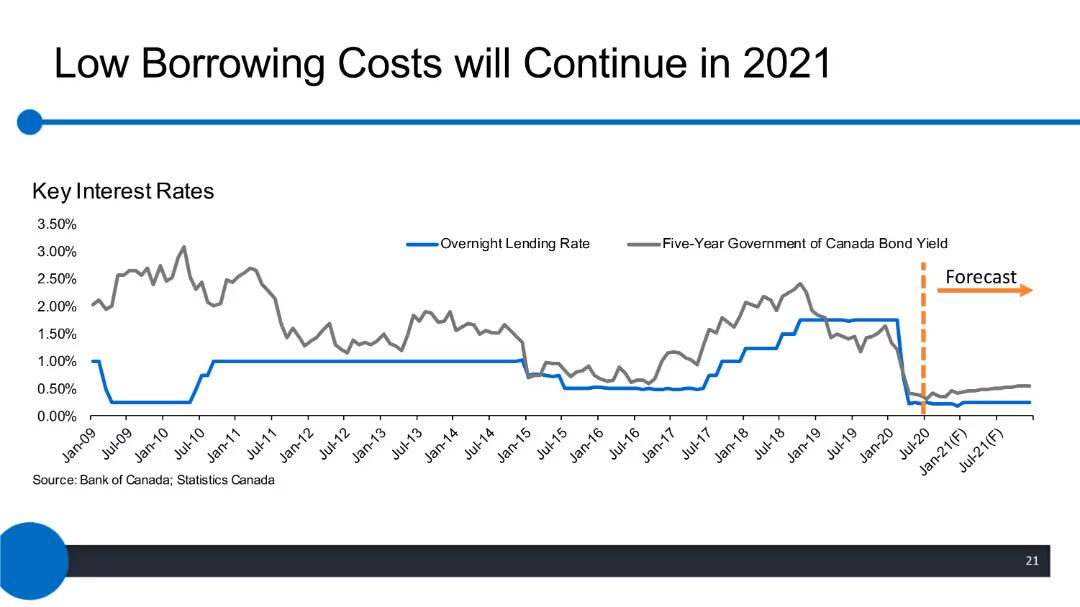 Low Borrowing Costs will Continue in 2021
Key Interest Rates
3.50%
3.00%
2.50%
2.00%
1.50%
1.00%
0.50%
0.00%
Overnight Lending Rate
Five-Year Government of Canada Bond Yield
Forecast
Jan-09
Jul-09
Jan-10
Jul-10
Jan-11
Jul-11
Jan-12
Jul-12
Jan-13
Jul-13
Jan-14
Jul-14
Jan-15
Jul-15
Jan-16
Jul-16
Jan-17
Jul-17
Jan-18
Jul-18
Jan-19
Jul-19
Jan-20
Jul-20
Jan-21(F)
Jul-21(F)
Source: Bank of Canada; Statistics Canada
21